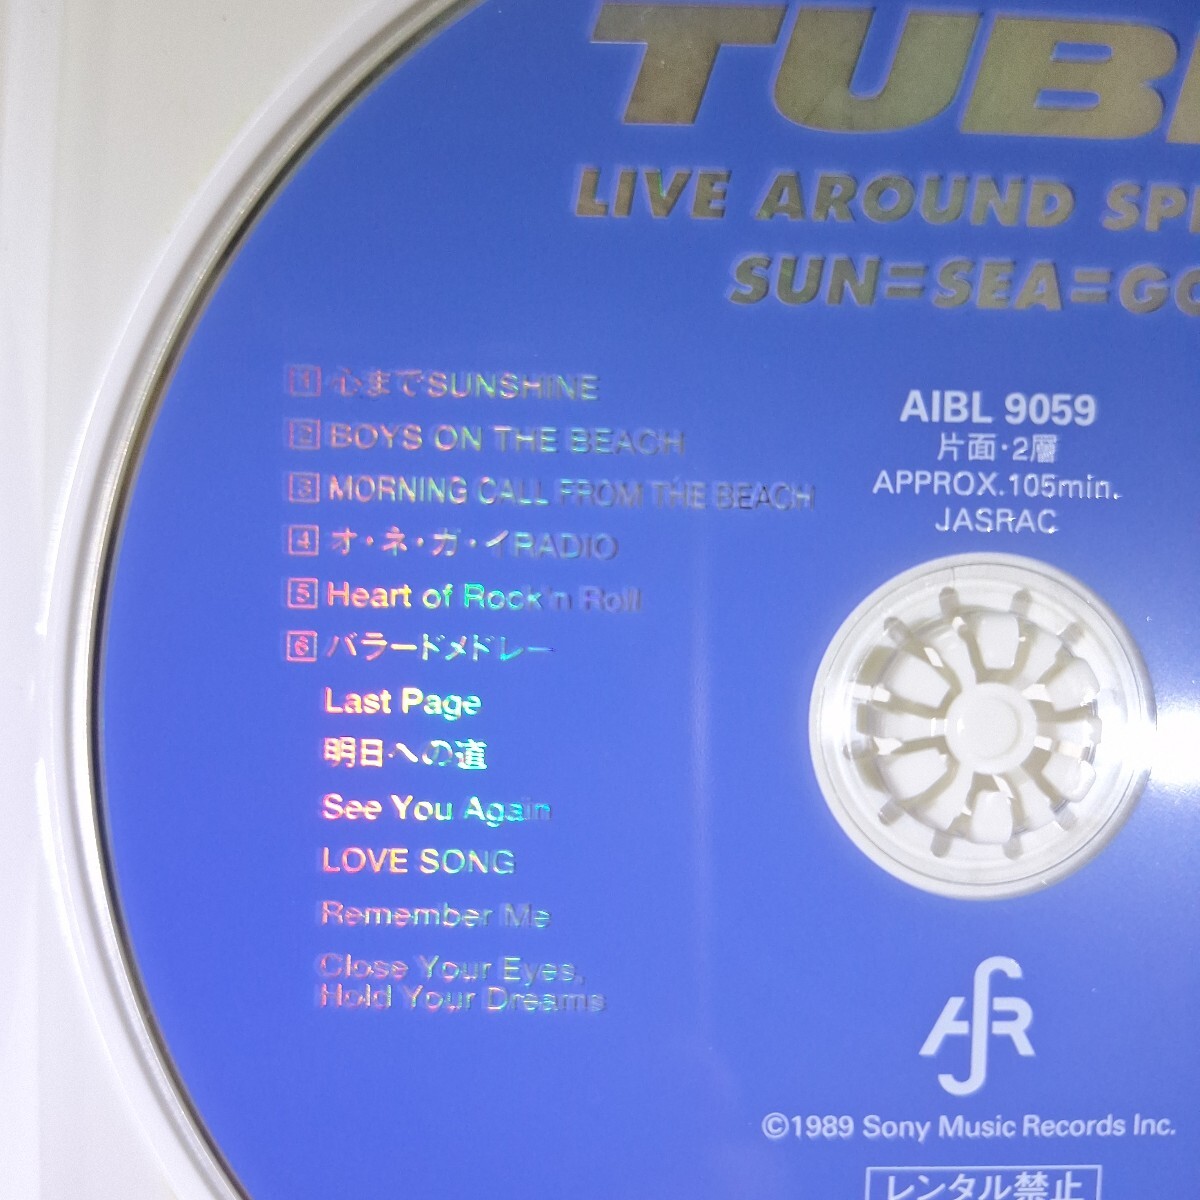 TUBE
LIVE AROUND SP
SUN=SEA=GO
1 心までSUNSHINE
2 BOYS ON THE BEACH
3 MORNING CALL FROM THE BEACH
4 オ・ネ・ガ・イRADIO
5 Heart of Rock'n Roll
6 バラードメドレー
Last Page
明日への道
See You Again
LOVE SONG
Remember Me
Close Your Eyes,
Hold Your Dreams
AIBL 9059
片面・2層
APPROX.105min.
JASRAC
©1989 Sony Music Records Inc.
レンタル禁止